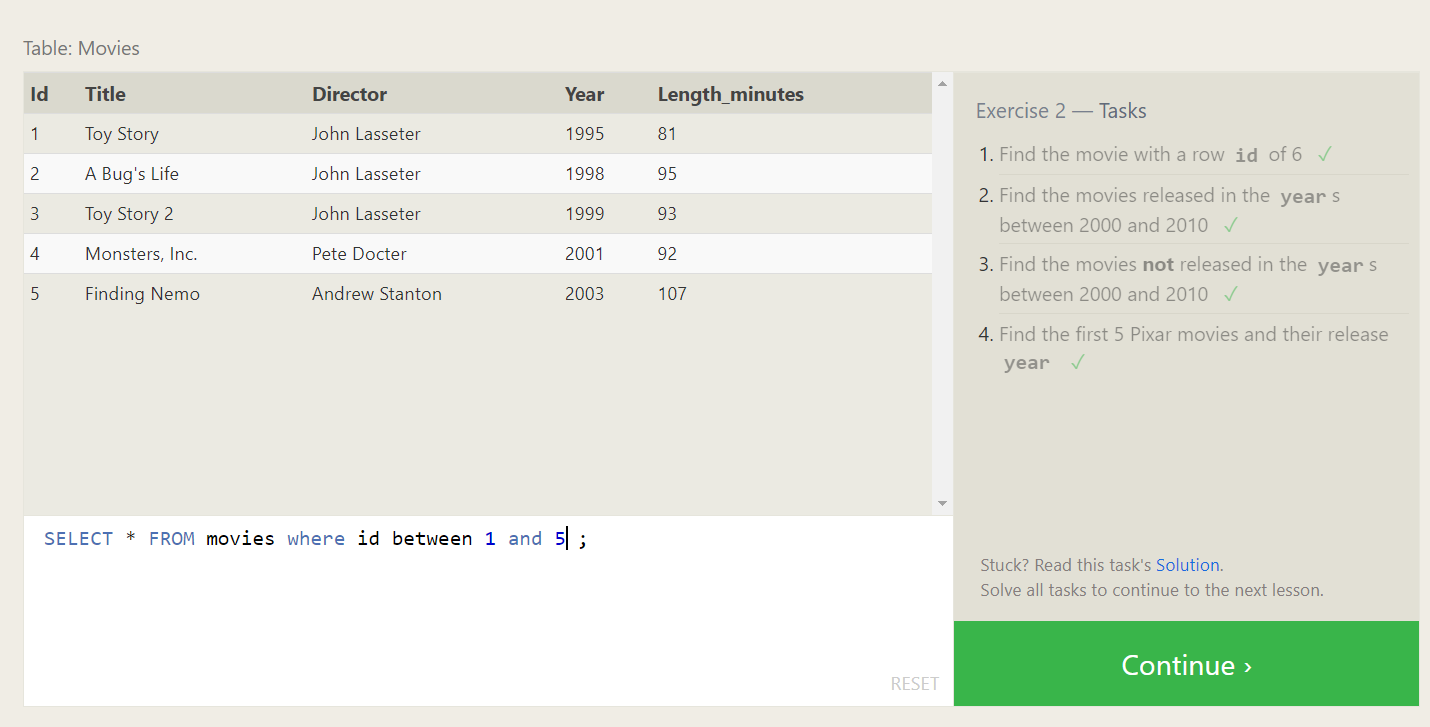 Table: Movies
Id Title Director Year Length_minutes
1 Toy Story John Lasseter 1995 81
2 A Bug's Life John Lasseter 1998 95
3 Toy Story 2 John Lasseter 1999 93
4 Monsters, Inc. Pete Docter 2001 92
5 Finding Nemo Andrew Stanton 2003 107
SELECT * FROM movies where id between 1 and 5 ;
RESET
Exercise 2 — Tasks
1. Find the movie with a row id of 6 ✓
2. Find the movies released in the year s
between 2000 and 2010 ✓
3. Find the movies not released in the year s
between 2000 and 2010 ✓
4. Find the first 5 Pixar movies and their release
year ✓
Stuck? Read this task's Solution.
Solve all tasks to continue to the next lesson.
Continue ›